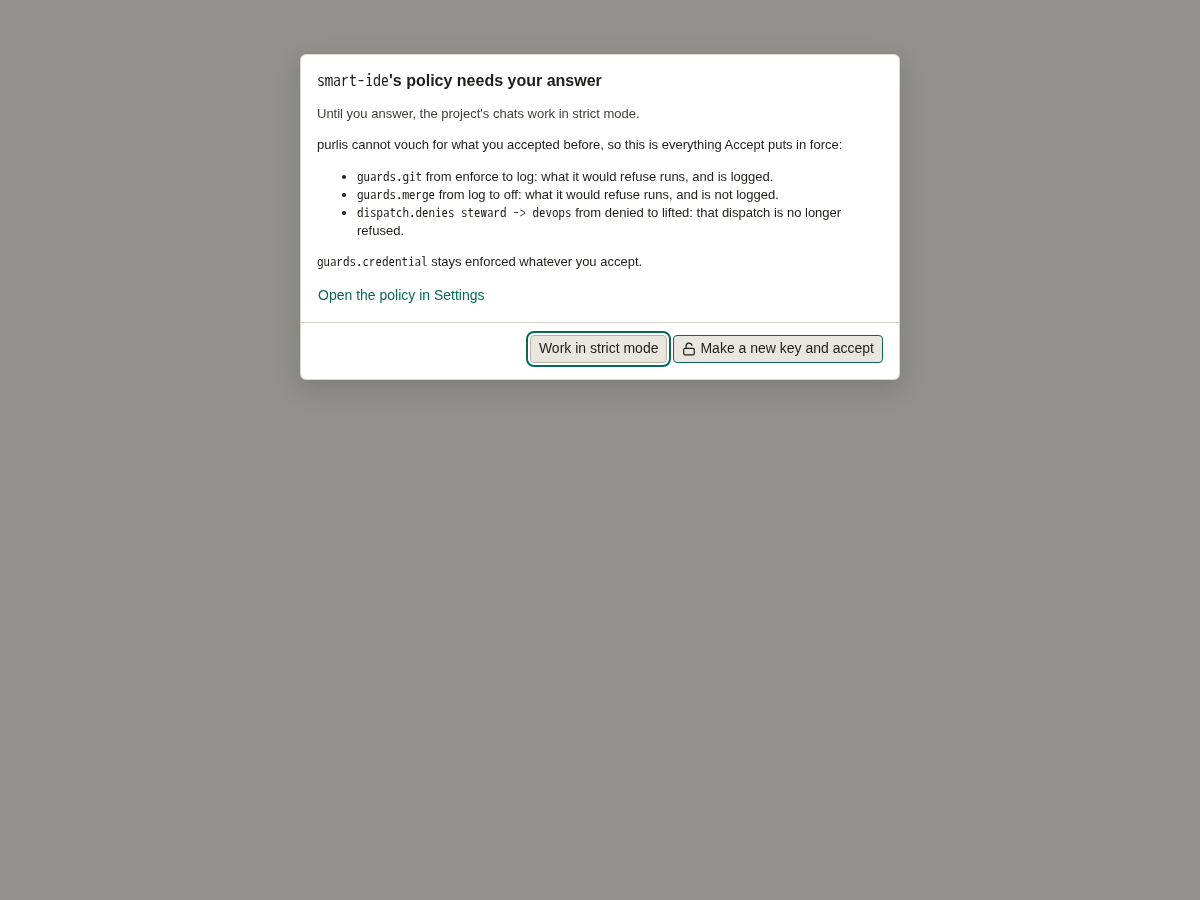 smart-ide's policy needs your answer
Until you answer, the project's chats work in strict mode.
purlis cannot vouch for what you accepted before, so this is everything Accept puts in force:
• guards.git from enforce to log: what it would refuse runs, and is logged.
• guards.merge from log to off: what it would refuse runs, and is not logged.
• dispatch.denies steward -> devops from denied to lifted: that dispatch is no longer
refused.
guards.credential stays enforced whatever you accept.
Open the policy in Settings
Work in strict mode
Make a new key and accept